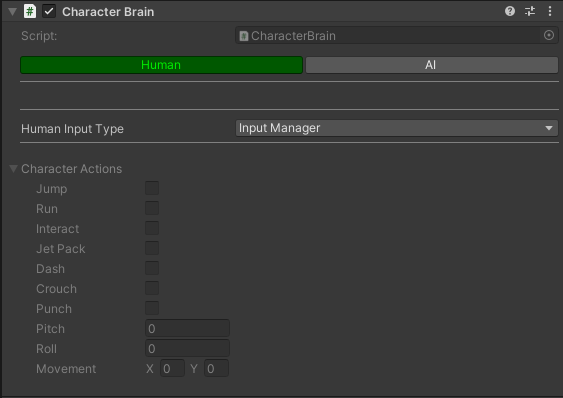 # Character Brain
Script: # CharacterBrain
Human AI
Human Input Type Input Manager
Character Actions
Jump
Run
Interact
Jet Pack
Dash
Crouch
Punch
Pitch 0
Roll 0
Movement X 0 Y 0